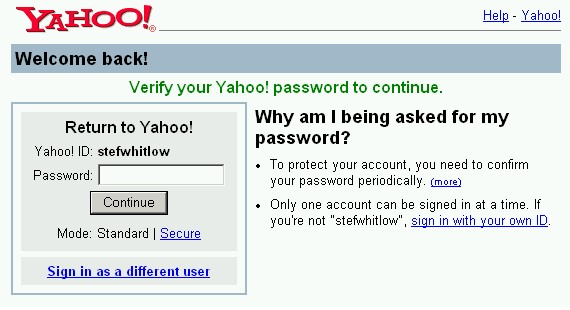 YAHOO!
Help - Yahoo!
Welcome back!
Verify your Yahoo! password to continue.
Return to Yahoo!
Yahoo! ID: stefwhitlow
Password:
Continue
Mode: Standard | Secure
Sign in as a different user
Why am I being asked for my
password?
• To protect your account, you need to confirm
your password periodically. (more)
• Only one account can be signed in at a time. If
you're not "stefwhitlow", sign in with your own ID.